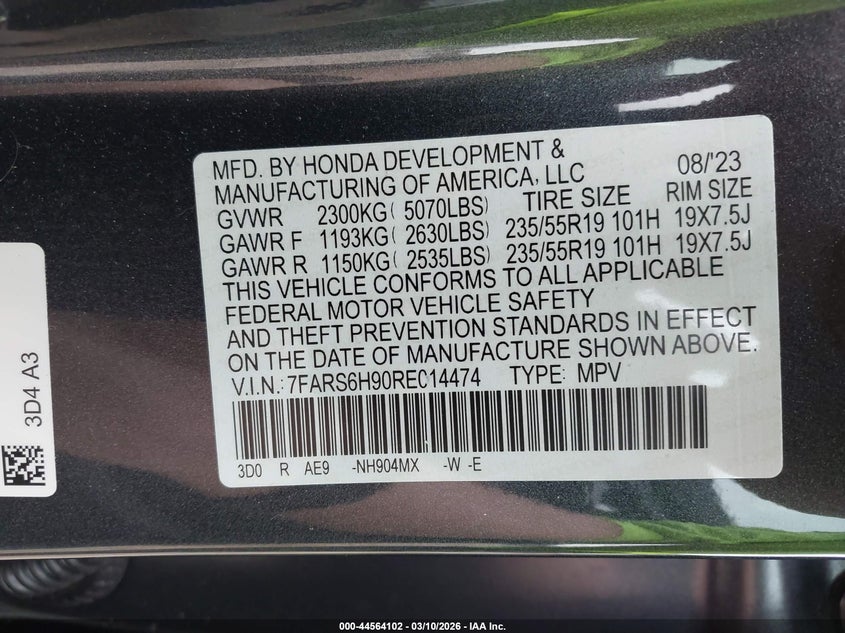 MFD. BY HONDA DEVELOPMENT & 08/'23
MANUFACTURING OF AMERICA, LLC TIRE SIZE RIM SIZE
GVWR 2300KG( 5070LBS)
GAWR F 1193KG( 2630LBS) 235/55R19 101H 19X7.5J
GAWR R 1150KG( 2535LBS) 235/55R19 101H 19X7.5J
THIS VEHICLE CONFORMS TO ALL APPLICABLE
FEDERAL MOTOR VEHICLE SAFETY
AND THEFT PREVENTION STANDARDS IN EFFECT
ON THE DATE OF MANUFACTURE SHOWN ABOVE.
V.I.N.: 7FARS6H90RE014474 TYPE: MPV
3D0 R AE9 -NH904MX -W -E
3D4 A3
000-44564102 - 03/10/2026 - IAA Inc.